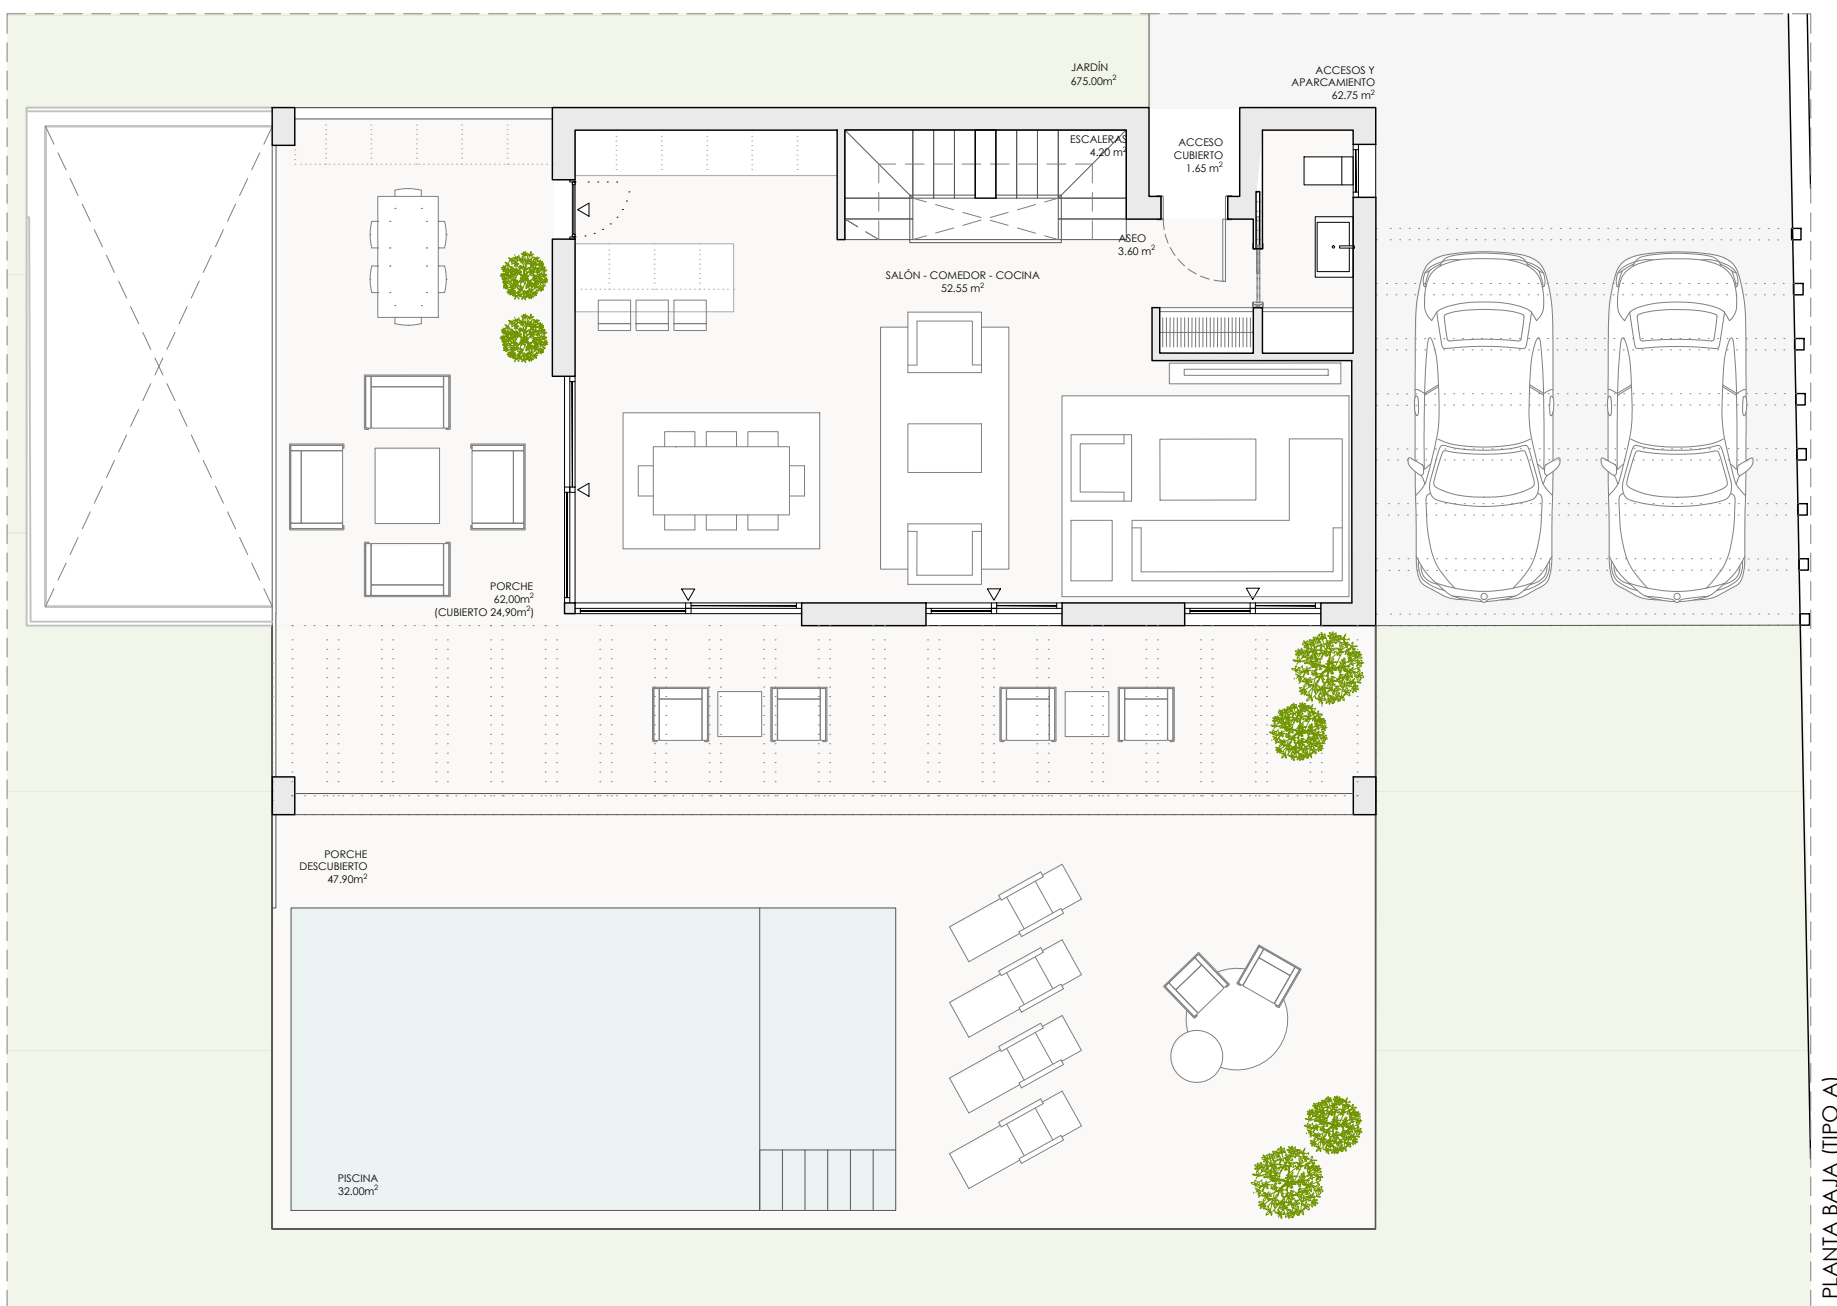 JARDÍN
675.00m²
ACCESOS Y
APARCAMIENTO
62.75 m²
ESCALERAS
4.20 m²
ACCESO
CUBIERTO
1.65 m²
ASEO
3.60 m²
SALÓN - COMEDOR - COCINA
52.55 m²
PORCHE
62,00m²
(CUBIERTO 24,90m²)
PORCHE
DESCUBIERTO
47.90m²
PISCINA
32.00m²
PLANTA BAJA (TIPO A)